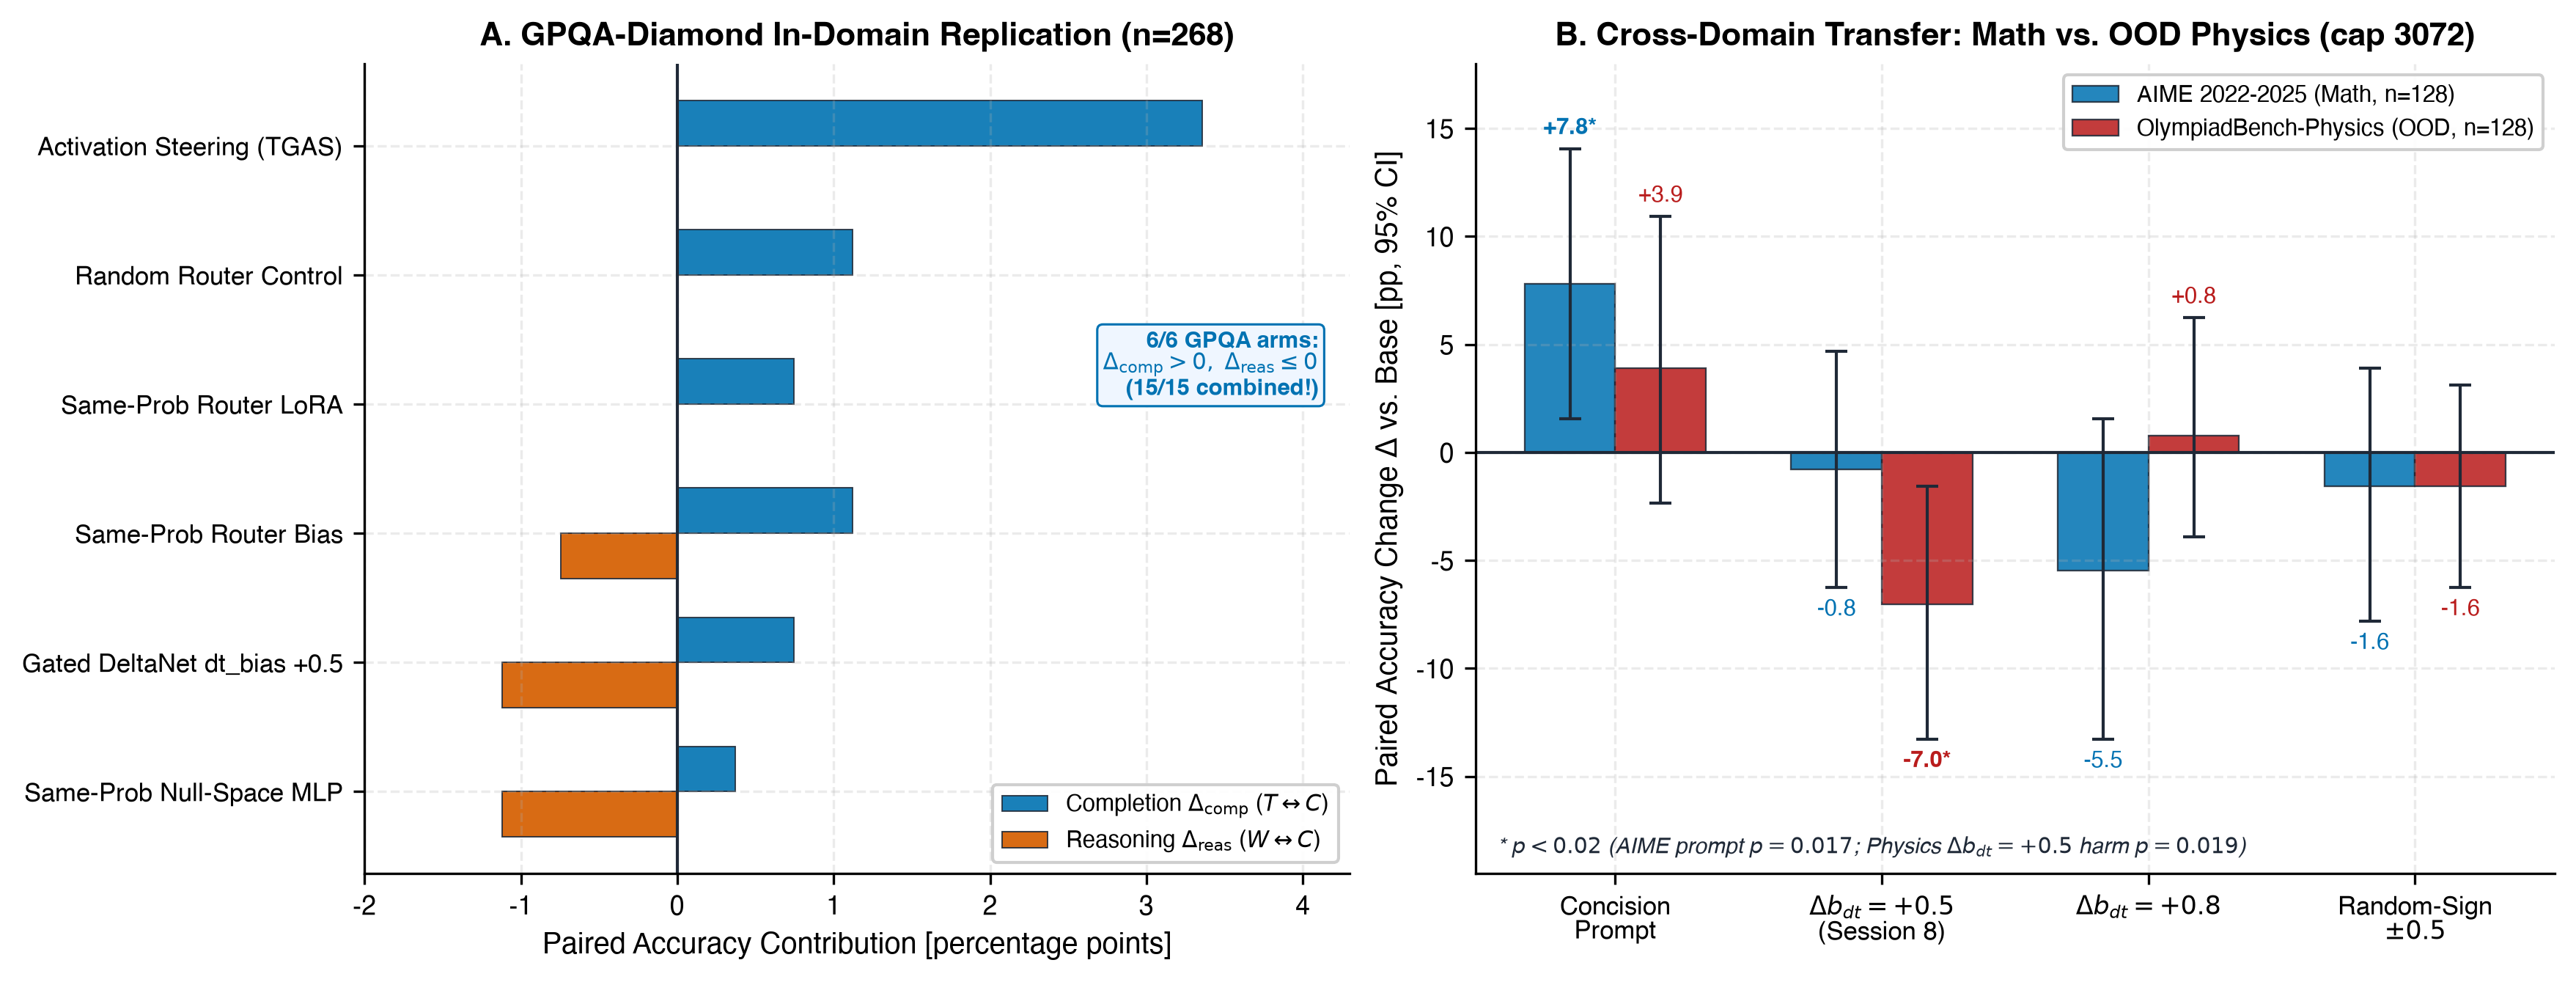 A. GPQA-Diamond In-Domain Replication (n=268)
Activation Steering (TGAS)
Random Router Control
Same-Prob Router LoRA
Same-Prob Router Bias
Gated DeltaNet dt_bias +0.5
Same-Prob Null-Space MLP
6/6 GPQA arms:
Δcomp > 0, Δreas ≤ 0
(15/15 combined!)
Completion Δcomp (T↔C)
Reasoning Δreas (W↔C)
-2 -1 0 1 2 3 4
Paired Accuracy Contribution [percentage points]
B. Cross-Domain Transfer: Math vs. OOD Physics (cap 3072)
AIME 2022-2025 (Math, n=128)
OlympiadBench-Physics (OOD, n=128)
Paired Accuracy Change Δ vs. Base [pp, 95% CI]
15
10
5
0
-5
-10
-15
+7.8*
+3.9
-0.8
-7.0*
-5.5
+0.8
-1.6
-1.6
* p < 0.02 (AIME prompt p = 0.017; Physics Δb_dt = +0.5 harm p = 0.019)
Concision
Prompt
Δb_dt = +0.5
(Session 8)
Δb_dt = +0.8
Random-Sign
±0.5